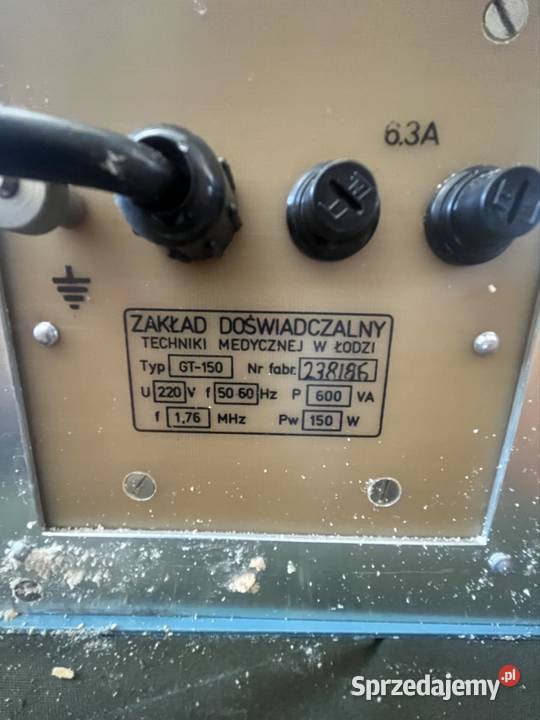 6.3A
ZAKŁAD DOŚWIADCZALNY
TECHNIKI MEDYCZNEJ W ŁODZI
Typ GT-150 Nr fabr. 238186
U 220 V f 50 60 Hz P 600 VA
f 1,76 MHz Pw 150 W
Sprzedajemy.pl